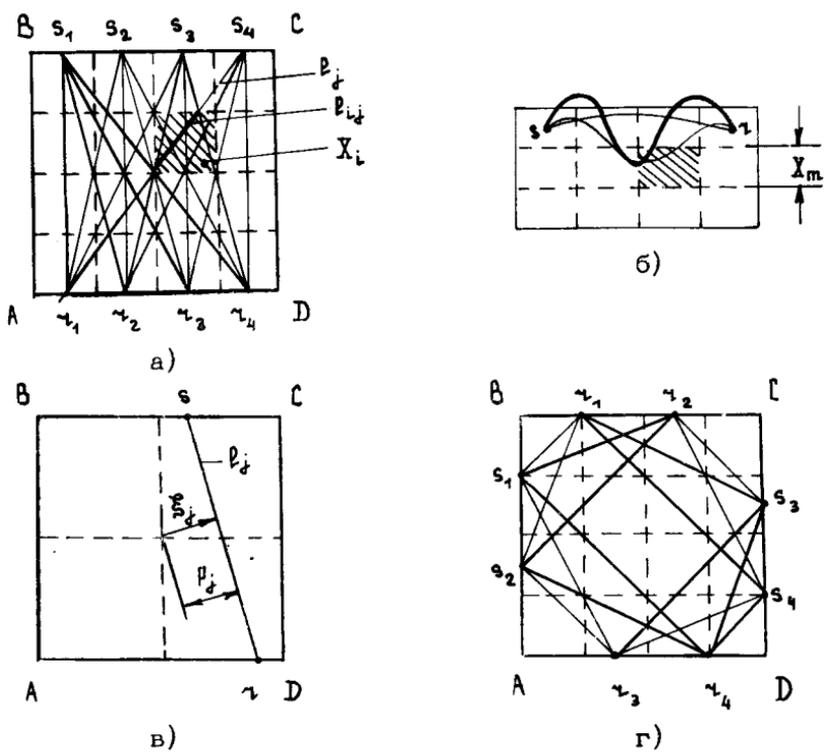 B S₁ S₂ S₃ S₄ C
ℓⱼ
ℓᵢⱼ
Xᵢ
A r₁ r₂ r₃ r₄ D
а)
s r
Xₘ
б)
B s C
ℓⱼ
ξⱼ
Pⱼ
A r D
в)
B r₁ r₂ C
S₁
S₃
S₂
S₄
A r₃ r₄ D
г)